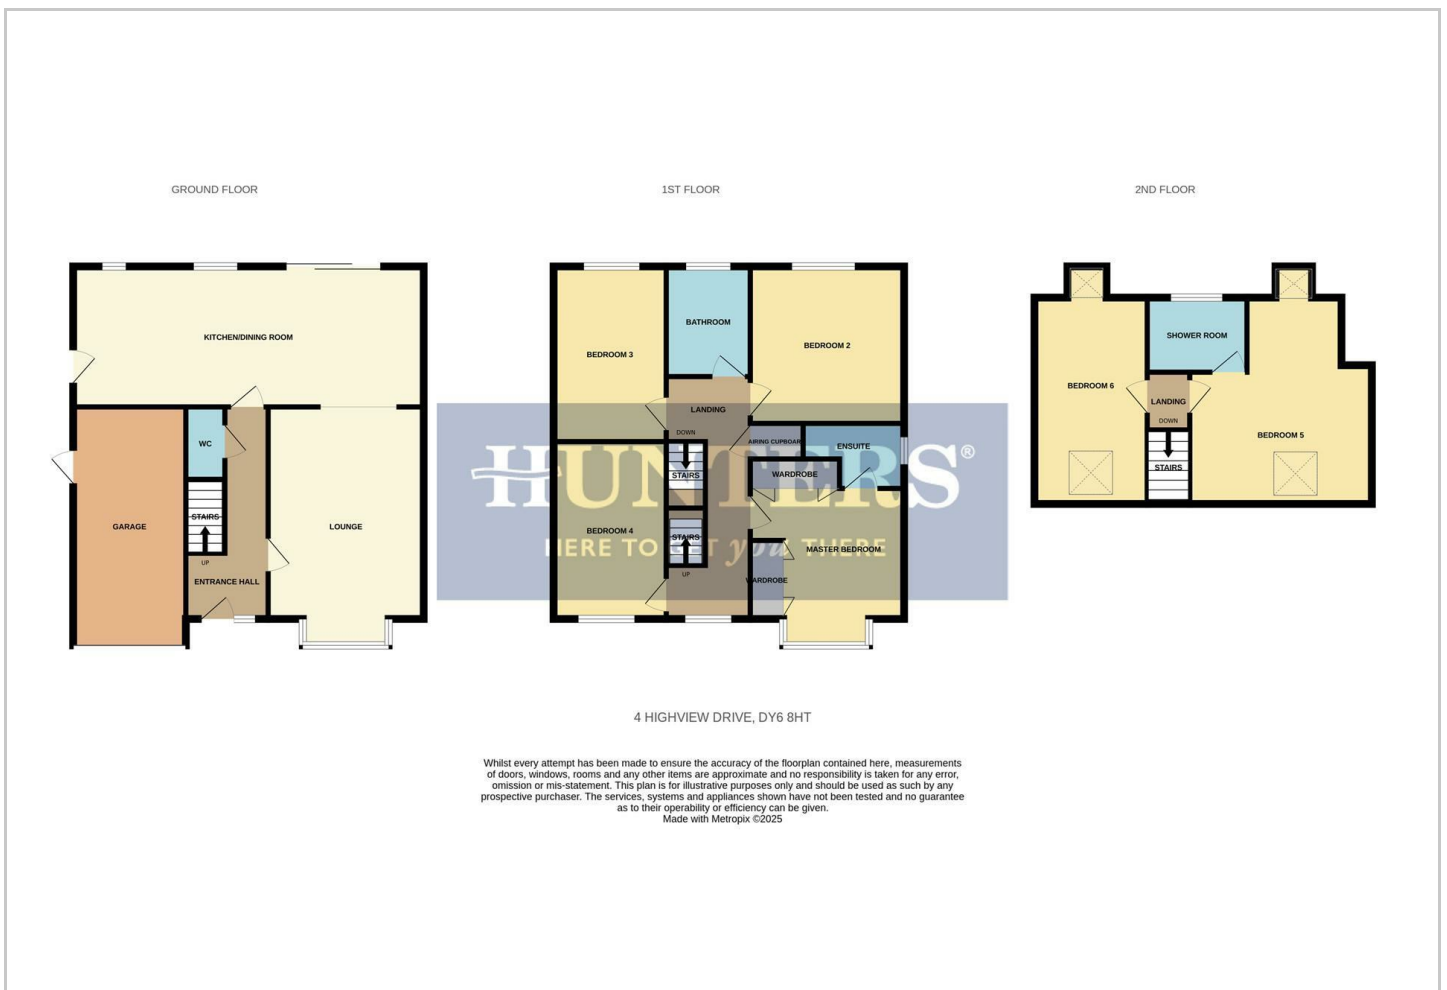 GROUND FLOOR
1ST FLOOR
2ND FLOOR
KITCHEN/DINING ROOM
WC
STAIRS
GARAGE
LOUNGE
UP
ENTRANCE HALL
BATHROOM
BEDROOM 2
BEDROOM 3
LANDING
DOWN
AIRING CUPBOAR
ENSUITE
WARDROBE
STAIRS
BEDROOM 4
STAIRS
MASTER BEDROOM
UP
WARDROBE
HUNTERS®
HERE TO GET you THERE
SHOWER ROOM
BEDROOM 6
LANDING
DOWN
BEDROOM 5
STAIRS
4 HIGHVIEW DRIVE, DY6 8HT
Whilst every attempt has been made to ensure the accuracy of the floorplan contained here, measurements
of doors, windows, rooms and any other items are approximate and no responsibility is taken for any error,
omission or mis-statement. This plan is for illustrative purposes only and should be used as such by any
prospective purchaser. The services, systems and appliances shown have not been tested and no guarantee
as to their operability or efficiency can be given.
Made with Metropix ©2025